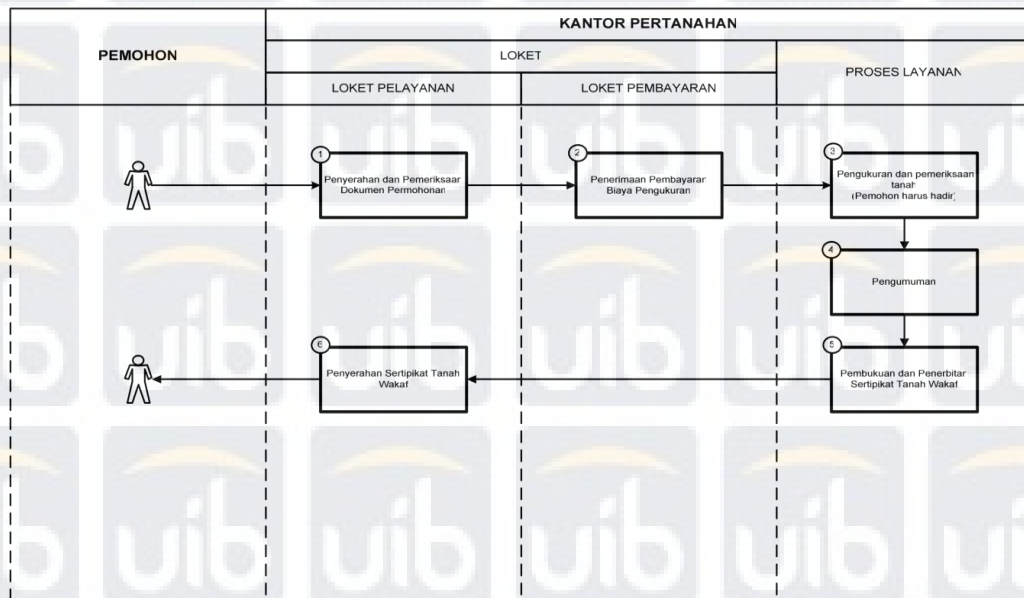 KANTOR PERTANAHAN
PEMOHON
LOKET
PROSES LAYANAN
LOKET PELAYANAN
LOKET PEMBAYARAN
1
Penyerahan dan Pemeriksaan
Dokumen Permohonan
2
Penerimaan Pembayaran
Biaya Pengukuran
3
Pengukuran dan pemeriksaan
tanah
(Pemohon harus hadir)
4
Pengumuman
5
Pembukuan dan Penerbitan
Sertipikat Tanah Wakaf
6
Penyerahan Sertipikat Tanah
Wakaf
uib